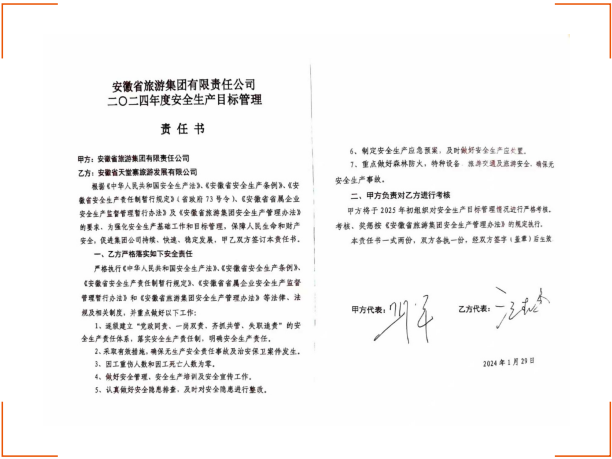 安徽省旅游集团有限责任公司
二〇二四年度安全生产目标管理
责任书
甲方：安徽省旅游集团有限责任公司
乙方：安徽省天堂寨旅游发展有限公司
根据《中华人民共和国安全生产法》、《安徽省安全生产条例》、《安
徽省安全生产责任制暂行规定》（省政府 73 号令）、《安徽省省属企业
安全生产监督管理暂行办法》及《安徽省旅游集团安全生产管理办法》
的要求，为强化安全生产基础工作和目标管理，保障人民生命和财产
安全，促进集团公司持续、快速、稳定发展，甲乙双方签订本责任书。
一、乙方严格落实如下安全责任
严格执行《中华人民共和国安全生产法》、《安徽省安全生产条例》、
《安徽省安全生产责任制暂行规定》、《安徽省省属企业安全生产监督
管理暂行办法》和《安徽省旅游集团安全生产管理办法》等法律、法
规及相关制度，并重点做好以下工作：
1、逐级建立“党政同责、一岗双责、齐抓共管、失职追责”的安
全生产责任体系，落实安全生产责任制，明确安全生产责任。
2、采取有效措施，确保无生产安全责任事故及治安保卫案件发生。
3、因工重伤人数和因工死亡人数为零。
4、做好安全管理、安全生产培训及安全宣传工作。
5、认真做好安全隐患排查，及时对安全隐患进行整改。
6、制定安全生产应急预案，及时做好安全生产应处置。
7、重点做好森林防火、特种设备 旅游交通及旅游安全，确保无
安全生产事故。
二、甲方负责对乙方进行考核
甲方将于 2025 年初组织对安全生产目标管理情况进行严格考核。
考核、奖惩按《安徽省旅游集团安全生产管理办法》的规定执行。
本责任书一式两份，双方各执一份，经双方签字（盖章）后生效
甲方代表：
乙方代表：
2024 年 1 月 29 日